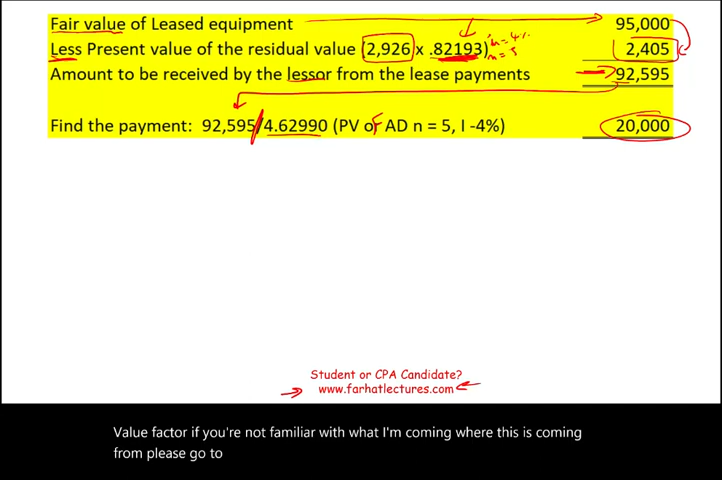 Fair value of Leased equipment 95,000
Less Present value of the residual value (2,926 x .82193) 2,405
Amount to be received by the lessor from the lease payments 92,595
Find the payment: 92,595/4.62990 (PV of AD n = 5, I -4%) 20,000
Student or CPA Candidate?
www.farhatlectures.com
Value factor if you're not familiar with what I'm coming where this is coming
from please go to